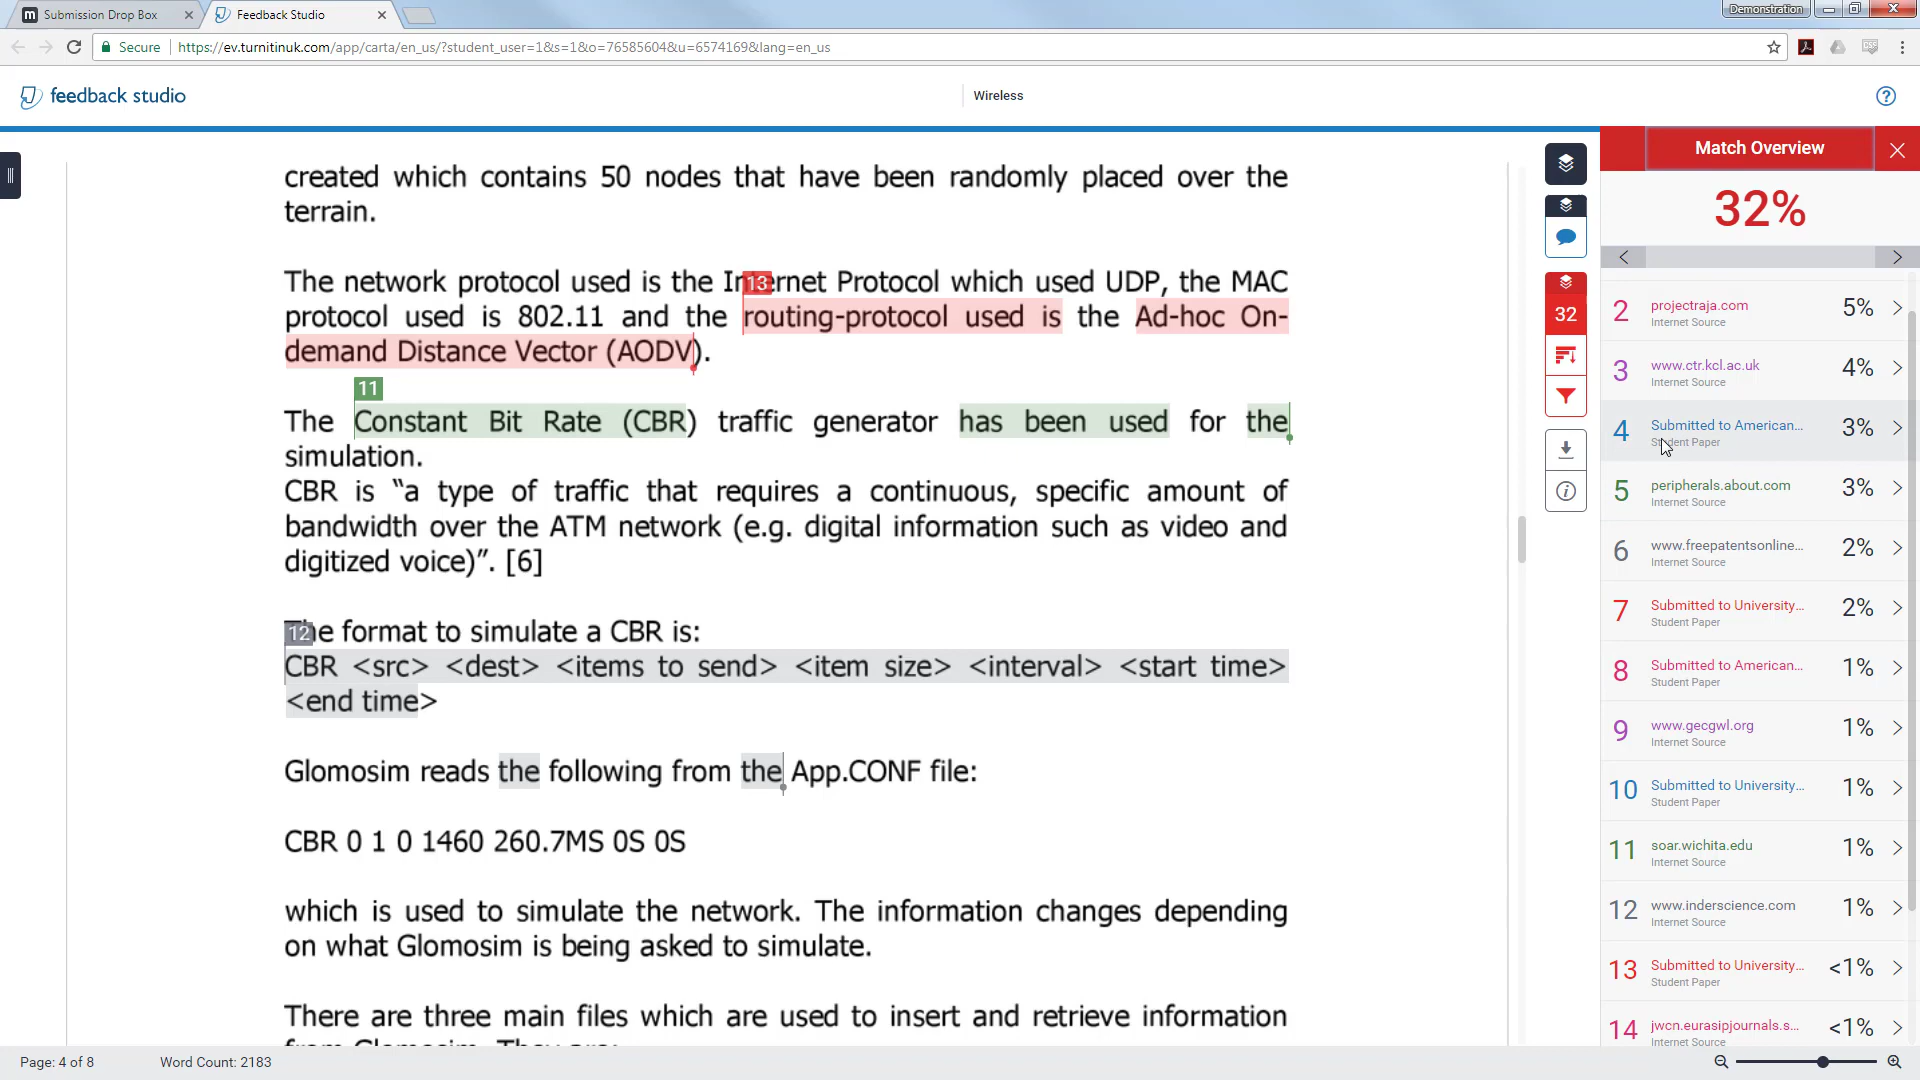 Submission Drop Box
Feedback Studio
Demonstration
Secure
https://ev.turnitinuk.com/app/carta/en_us/?student_user=1&s=1&o=76585604&u=6574169&lang=en_us
feedback studio
Wireless
created which contains 50 nodes that have been randomly placed over the
terrain.
The network protocol used is the Internet Protocol which used UDP, the MAC
13
protocol used is 802.11 and the routing-protocol used is the Ad-hoc On-
demand Distance Vector (AODV).
11
The Constant Bit Rate (CBR) traffic generator has been used for the
simulation.
CBR is “a type of traffic that requires a continuous, specific amount of
bandwidth over the ATM network (e.g. digital information such as video and
digitized voice)”. [6]
12
The format to simulate a CBR is:
CBR <src> <dest> <items to send> <item size> <interval> <start time>
<end time>
Glomosim reads the following from the App.CONF file:
CBR 0 1 0 1460 260.7MS 0S 0S
which is used to simulate the network. The information changes depending
on what Glomosim is being asked to simulate.
There are three main files which are used to insert and retrieve information
from Glomosim. They are:
32
Match Overview
32%
2 projectraja.com 5%
Internet Source
3 www.ctr.kcl.ac.uk 4%
Internet Source
4 Submitted to American... 3%
Student Paper
5 peripherals.about.com 3%
Internet Source
6 www.freepatentsonline... 2%
Internet Source
7 Submitted to University... 2%
Student Paper
8 Submitted to American... 1%
Student Paper
9 www.gecgwl.org 1%
Internet Source
10 Submitted to University... 1%
Student Paper
11 soar.wichita.edu 1%
Internet Source
12 www.inderscience.com 1%
Internet Source
13 Submitted to University... <1%
Student Paper
14 jwcn.eurasipjournals.s... <1%
Internet Source
Page: 4 of 8
Word Count: 2183